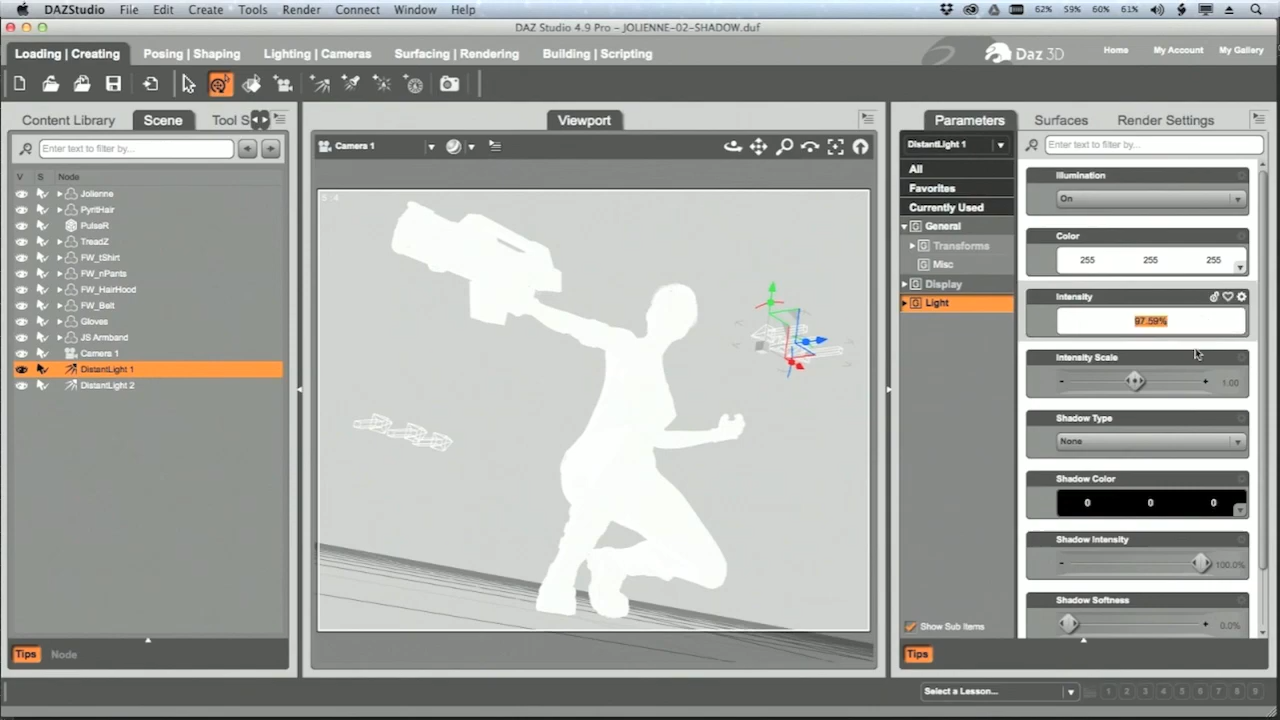 DAZStudio File Edit Create Tools Render Connect Window Help 62% 59% 60% 61%
DAZ Studio 4.9 Pro – JOLIENNE-02-SHADOW.duf
Loading | Creating Posing | Shaping Lighting | Cameras Surfacing | Rendering Building | Scripting Daz 3D Home My Account My Gallery
Content Library Scene Tool S Viewport Parameters Surfaces Render Settings
Enter text to filter by... Camera 1 DistantLight 1 Enter text to filter by...
V S Node
Jolienne
PyritHair
PulseR
TreadZ
FW_tShirt
FW_nPants
FW_HairHood
FW_Belt
Gloves
JS Armband
Camera 1
DistantLight 1
DistantLight 2
Tips Node
All
Favorites
Currently Used
General
Transforms
Misc
Display
Light
Show Sub Items
Tips
Illumination
On
Color
255 255 255
Intensity
97.59%
Intensity Scale
- + 1.00
Shadow Type
None
Shadow Color
0 0 0
Shadow Intensity
- 100.0%
Shadow Softness
+ 0.0%
Select a Lesson... 1 2 3 4 5 6 7 8 9